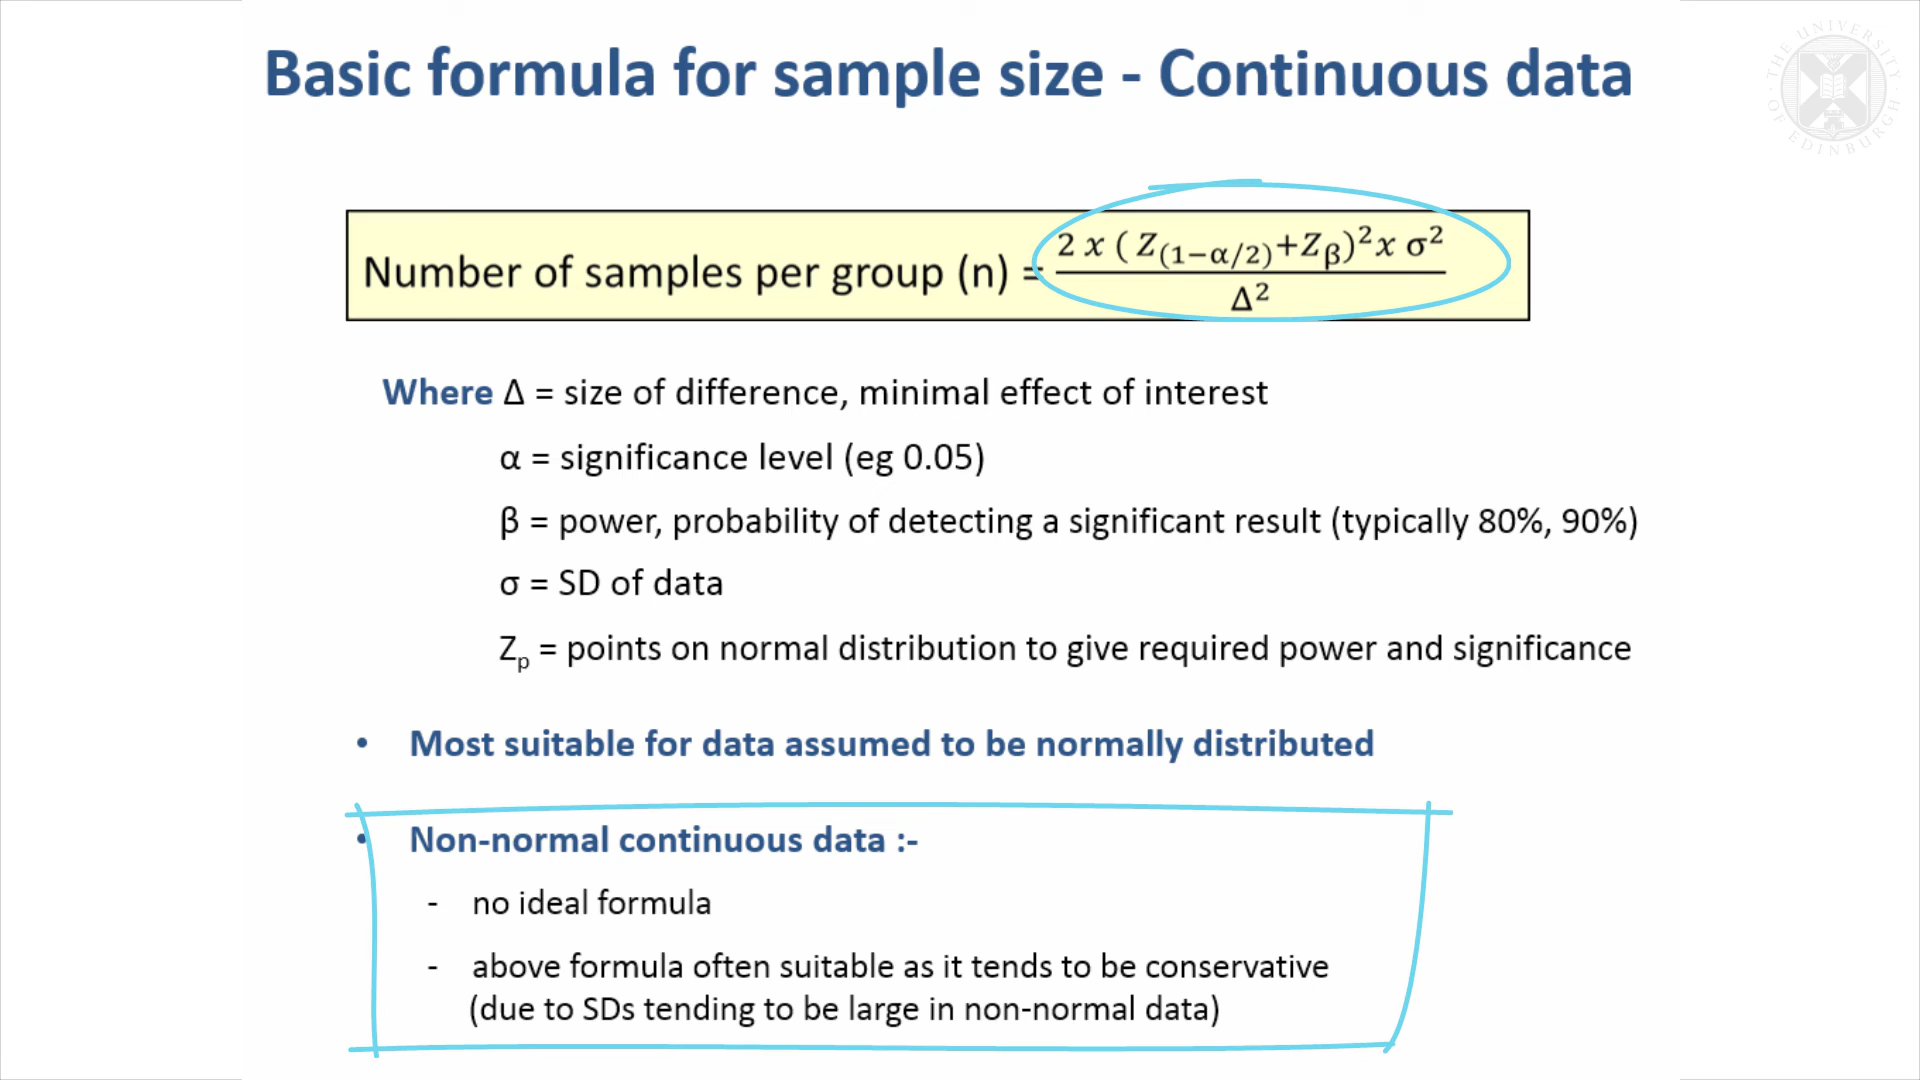 Basic formula for sample size - Continuous data
THE UNIVERSITY OF EDINBURGH
Number of samples per group (n) = 2 x ( Z(1−α/2)+Zβ)²x σ²
Δ²
Where Δ = size of difference, minimal effect of interest
α = significance level (eg 0.05)
β = power, probability of detecting a significant result (typically 80%, 90%)
σ = SD of data
Zp = points on normal distribution to give required power and significance
• Most suitable for data assumed to be normally distributed
• Non-normal continuous data :-
- no ideal formula
- above formula often suitable as it tends to be conservative
(due to SDs tending to be large in non-normal data)